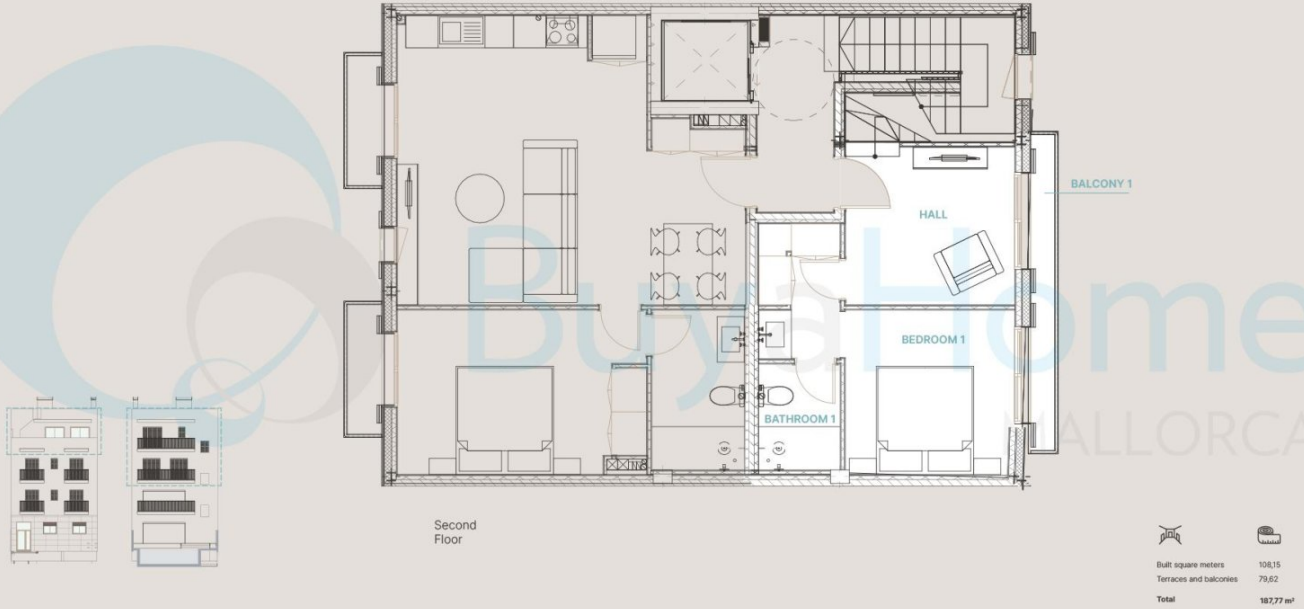 BALCONY 1
HALL
BuyaHome
BEDROOM 1
BATHROOM 1
MALLORCA
Second
Floor
Built square meters 108,15
Terraces and balconies 79,62
Total 187,77 m²